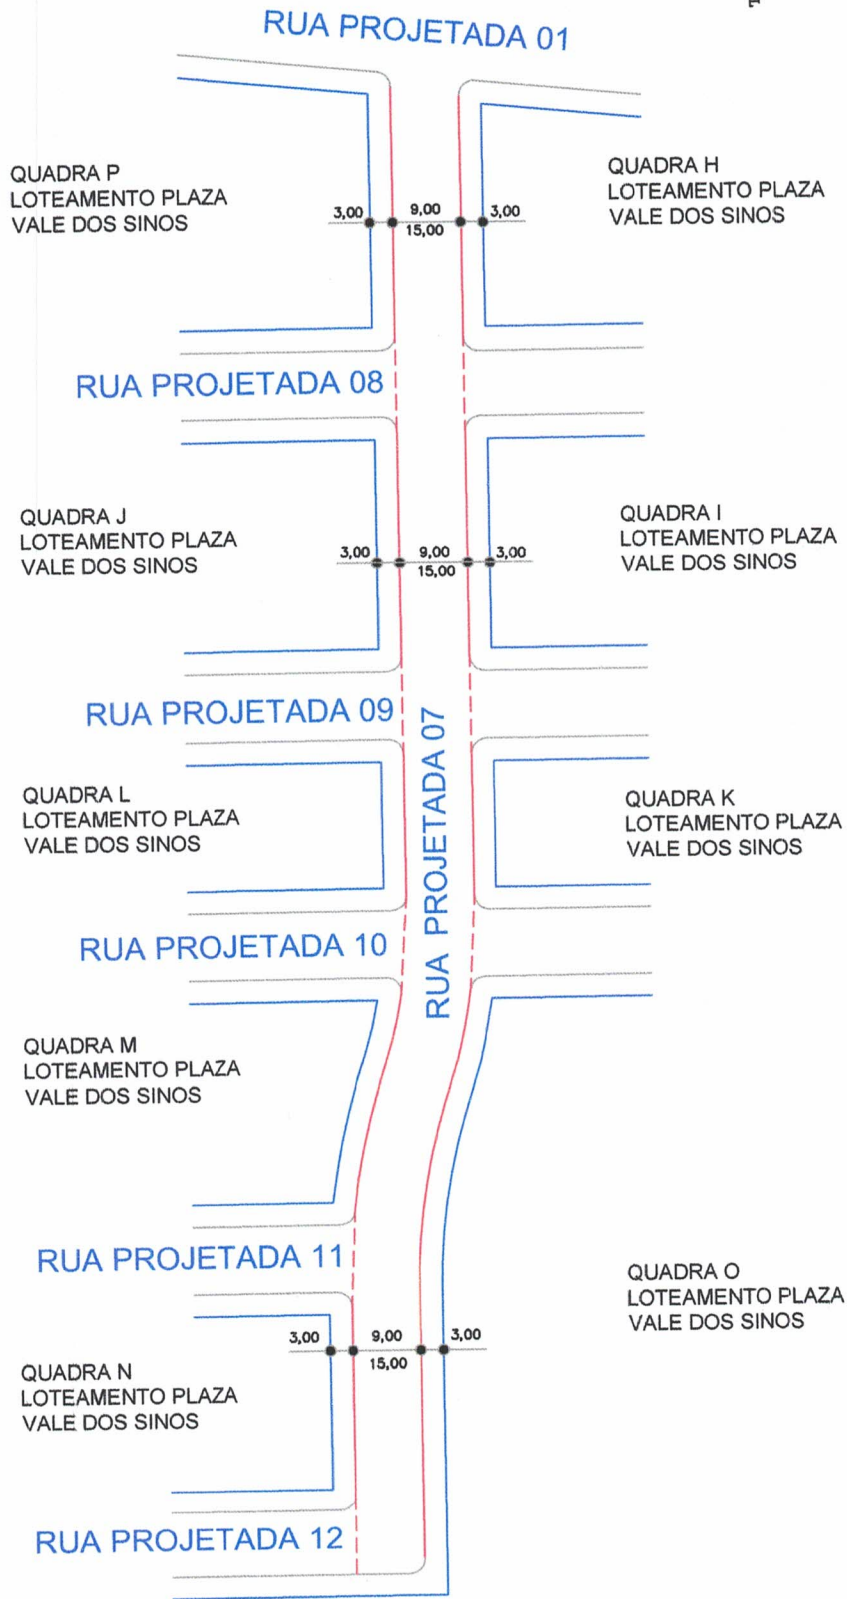 RUA PROJETADA 01
QUADRA P
LOTEAMENTO PLAZA
VALE DOS SINOS
QUADRA H
LOTEAMENTO PLAZA
VALE DOS SINOS
3,00 9,00 3,00
15,00
RUA PROJETADA 08
QUADRA J
LOTEAMENTO PLAZA
VALE DOS SINOS
QUADRA I
LOTEAMENTO PLAZA
VALE DOS SINOS
3,00 9,00 3,00
15,00
RUA PROJETADA 09
RUA PROJETADA 07
QUADRA L
LOTEAMENTO PLAZA
VALE DOS SINOS
QUADRA K
LOTEAMENTO PLAZA
VALE DOS SINOS
RUA PROJETADA 10
QUADRA M
LOTEAMENTO PLAZA
VALE DOS SINOS
RUA PROJETADA 11
QUADRA O
LOTEAMENTO PLAZA
VALE DOS SINOS
3,00 9,00 3,00
15,00
QUADRA N
LOTEAMENTO PLAZA
VALE DOS SINOS
RUA PROJETADA 12